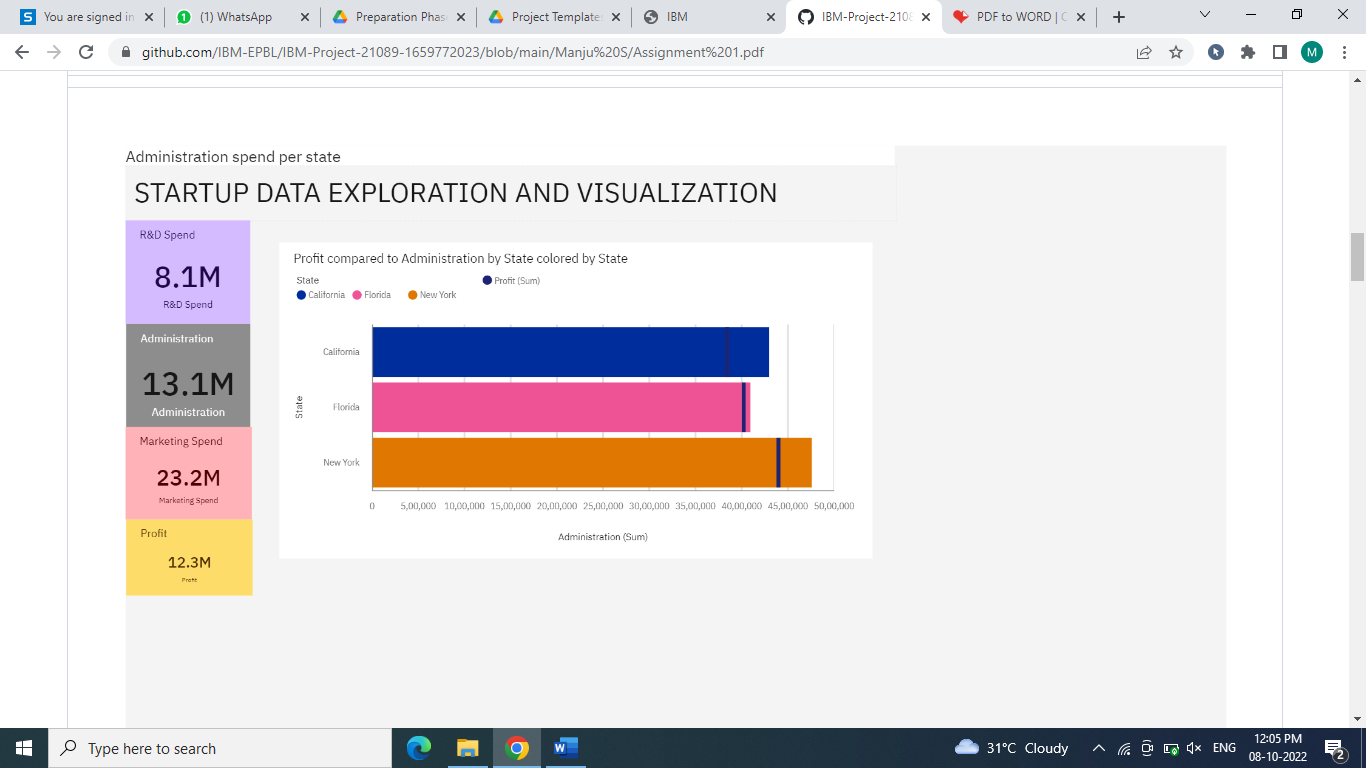 You are signed in
(1) WhatsApp
Preparation Phas
Project Template
IBM
IBM-Project-2108
PDF to WORD | C
github.com/IBM-EPBL/IBM-Project-21089-1659772023/blob/main/Manju%20S/Assignment%201.pdf
M
Administration spend per state
STARTUP DATA EXPLORATION AND VISUALIZATION
R&D Spend
8.1M
R&D Spend
Administration
13.1M
Administration
Marketing Spend
23.2M
Marketing Spend
Profit
12.3M
Profit
Profit compared to Administration by State colored by State
State
Profit (Sum)
California Florida New York
California
Florida
New York
State
0 5,00,000 10,00,000 15,00,000 20,00,000 25,00,000 30,00,000 35,00,000 40,00,000 45,00,000 50,00,000
Administration (Sum)
Type here to search
31°C Cloudy
ENG
12:05 PM
08-10-2022
2